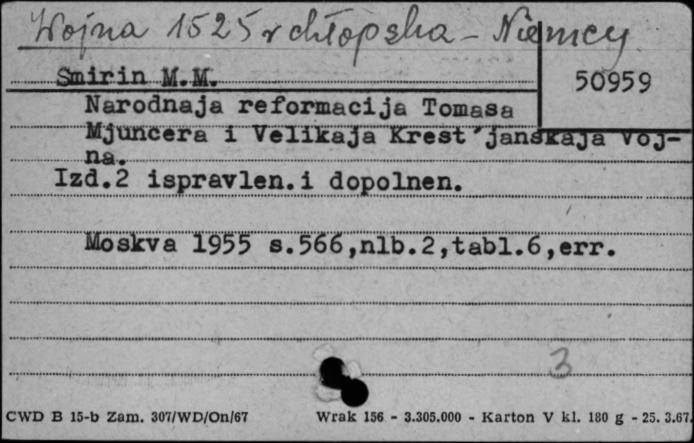 Wojna 1525 r chłopska - Niemcy
Smirin M.M.
50959
Narodnaja reformacija Tomasa
Mjuncera i Velikaja Krest´janskaja Voj-
na.
Izd.2 ispravlen.i dopolnen.
Moskva 1955 s.566,nlb.2,tabl.6,err.
3
CWD B 15-b Zam. 307/WD/On/67 Wrak 156 - 3.305.000 - Karton V kl. 180 g - 25. 3.67.